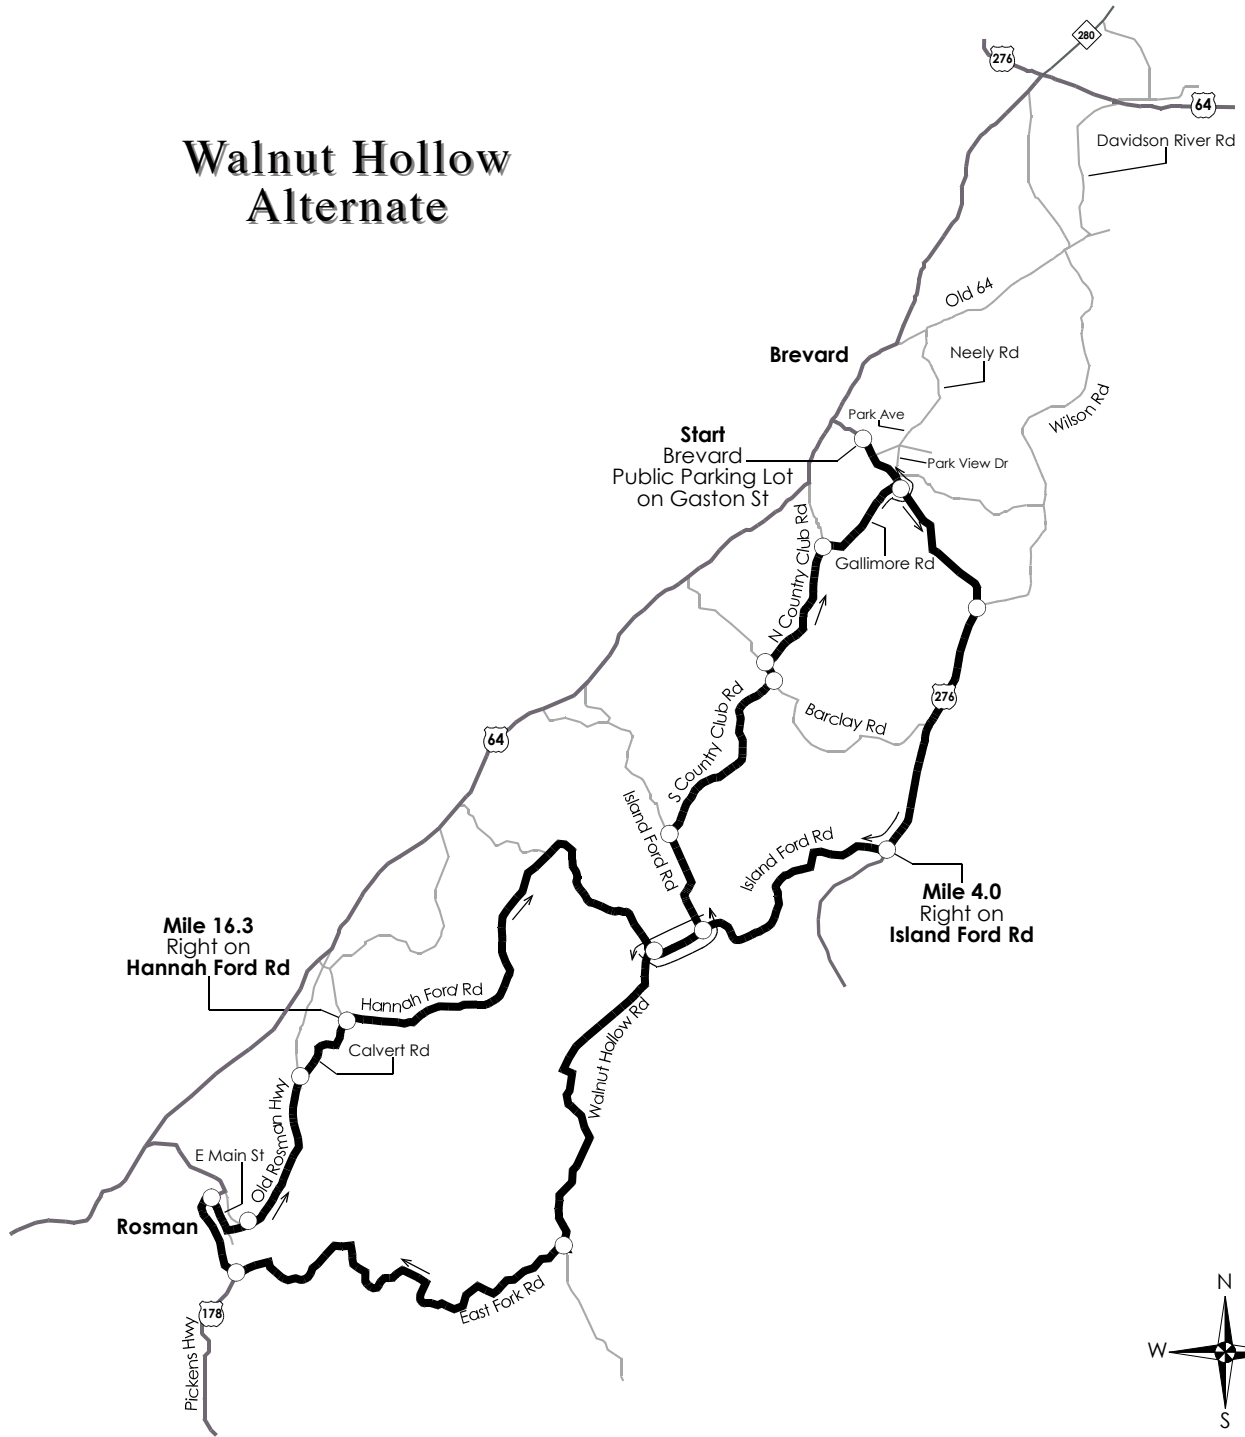 280
276
64
Davidson River Rd
Walnut Hollow
Alternate
Old 64
Brevard
Neely Rd
Wilson Rd
Park Ave
Start
Brevard
Public Parking Lot
on Gaston St
Park View Dr
N Country Club Rd
Gallimore Rd
S Country Club Rd
276
Barclay Rd
64
Island Ford Rd
Island Ford Rd
Mile 4.0
Right on
Island Ford Rd
Mile 16.3
Right on
Hannah Ford Rd
Hannah Ford Rd
Walnut Hollow Rd
Calvert Rd
Old Rosman Hwy
E Main St
Rosman
East Fork Rd
178
Pickens Hwy
N
W
S